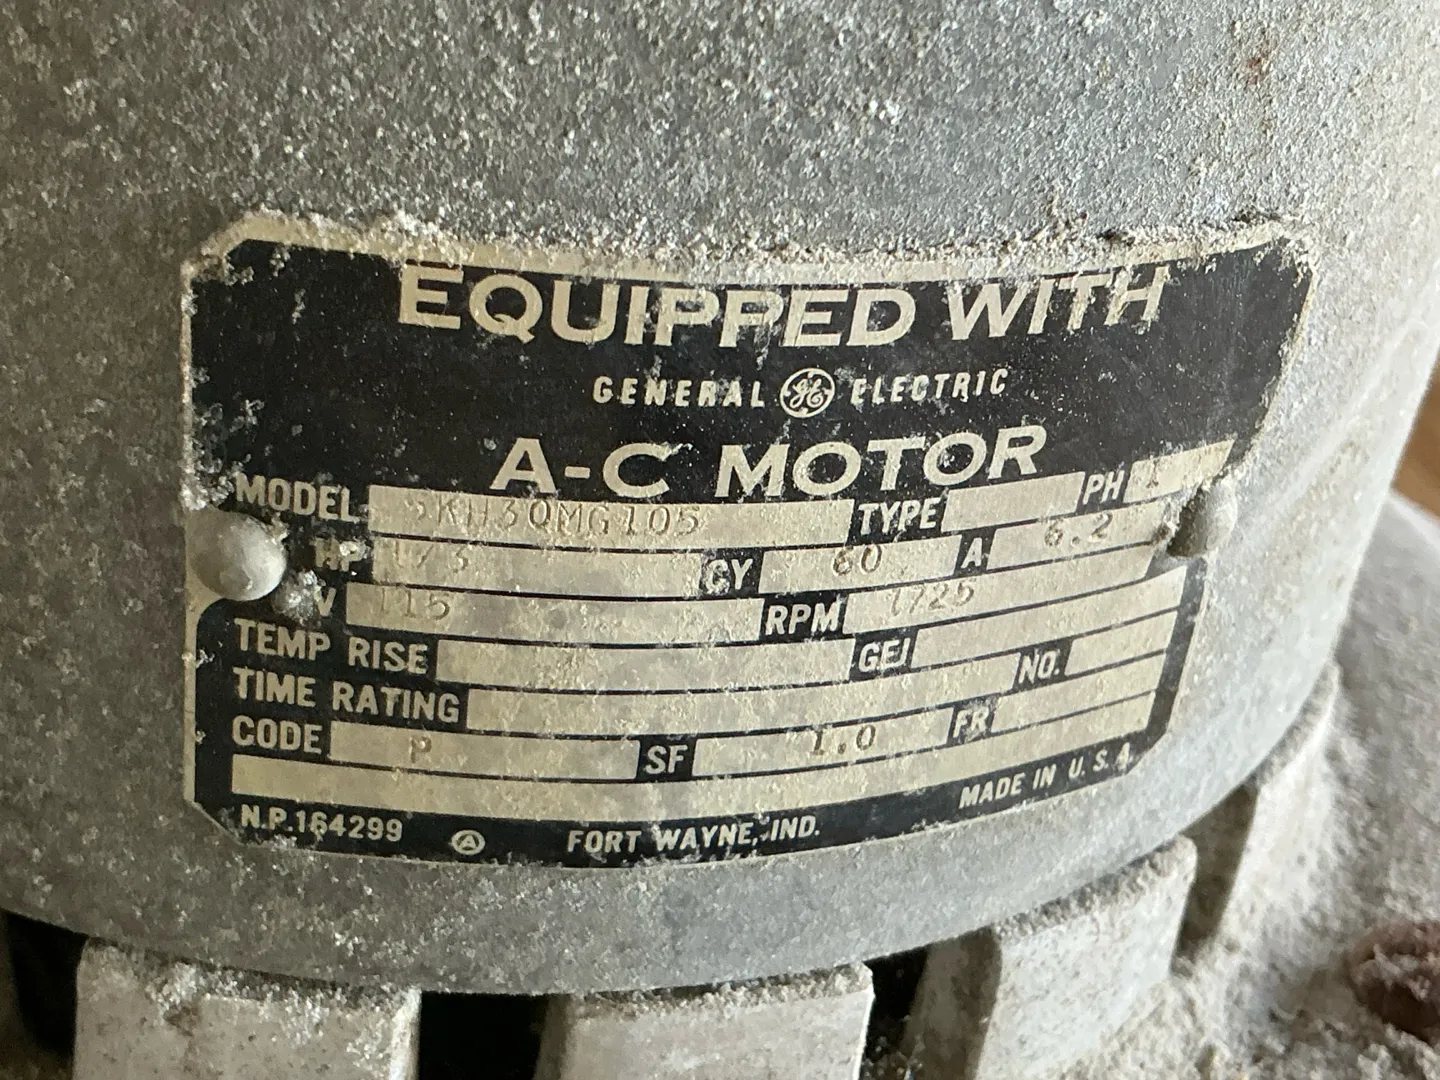 EQUIPPED WITH
GENERAL GE ELECTRIC
A-C MOTOR
MODEL 5KH30MG105 TYPE PH 1
HP 1/3 CY 60 A 6.2
V 115 RPM 1725
TEMP RISE GEJ
TIME RATING NO.
CODE P SF 1.0 FR
N.P.164299 FORT WAYNE, IND. MADE IN U.S.A.